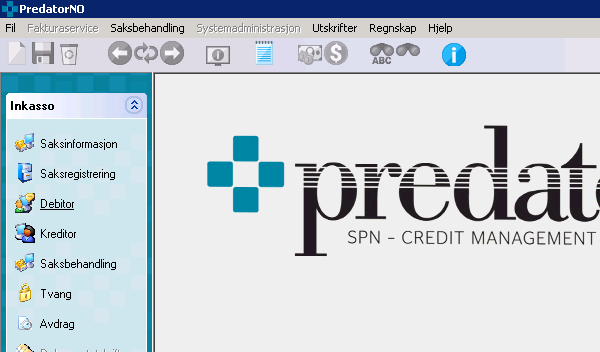 PredatorNO
Fil Fakturaservice Saksbehandling Systemadministrasjon Utskrifter Regnskap Hjelp
ABC
Inkasso
Saksinformasjon
Saksregistrering
Debitor
Kreditor
Saksbehandling
Tvang
Avdrag
predato
SPN - CREDIT MANAGEMENT